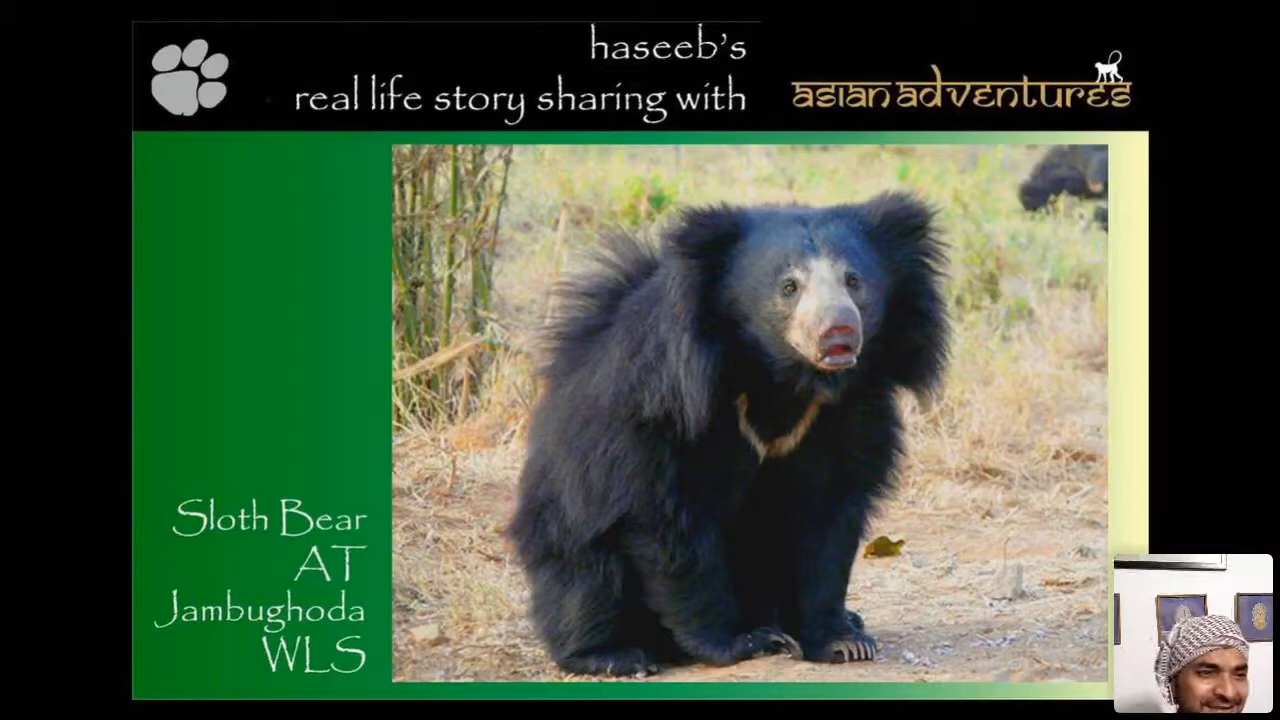 haseeb's
real life story sharing with
asian adventures
Sloth Bear
AT
Jambughoda
WLS